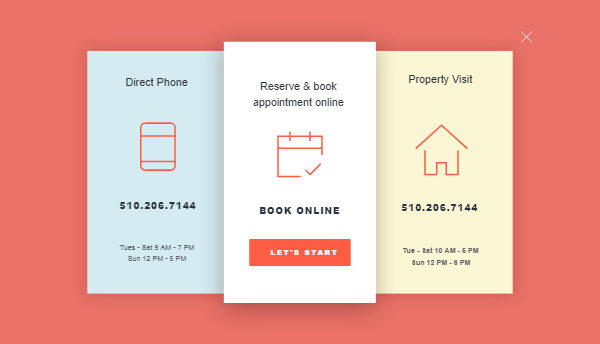 Direct Phone
510.206.7144
Tues - Sat 9 AM - 7 PM
Sun 12 PM - 5 PM
Reserve & book
appointment online
BOOK ONLINE
LET'S START
Property Visit
510.206.7144
Tue - Sat 10 AM - 5 PM
Sun 12 PM - 6 PM